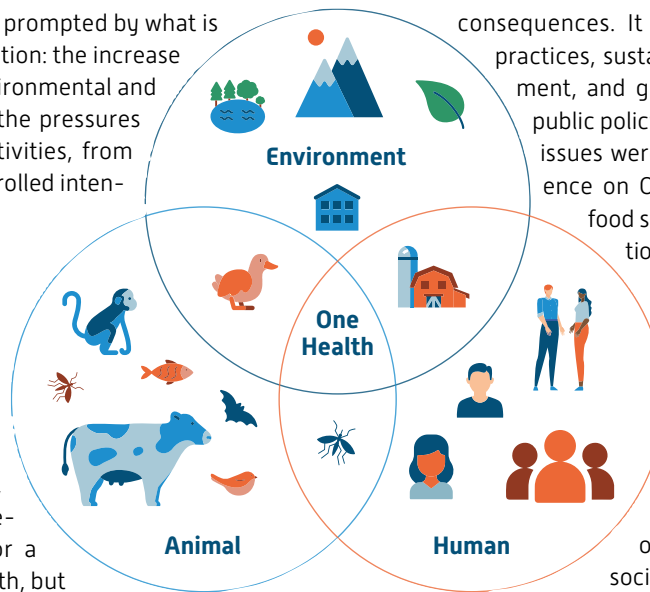 prompted by what is
tion: the increase
ironmental and
the pressures
tivities, from
rolled inten-
consequences. It
practices, susta
ment, and g
public polic
issues wer
ence on O
food s
tio
Environment
One
Health
Animal
Human
e-
or a
th, but
o
soci